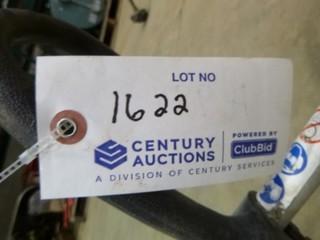 LOT NO
1622
CENTURY AUCTIONS
POWERED BY
ClubBid
A DIVISION OF CENTURY SERVICES